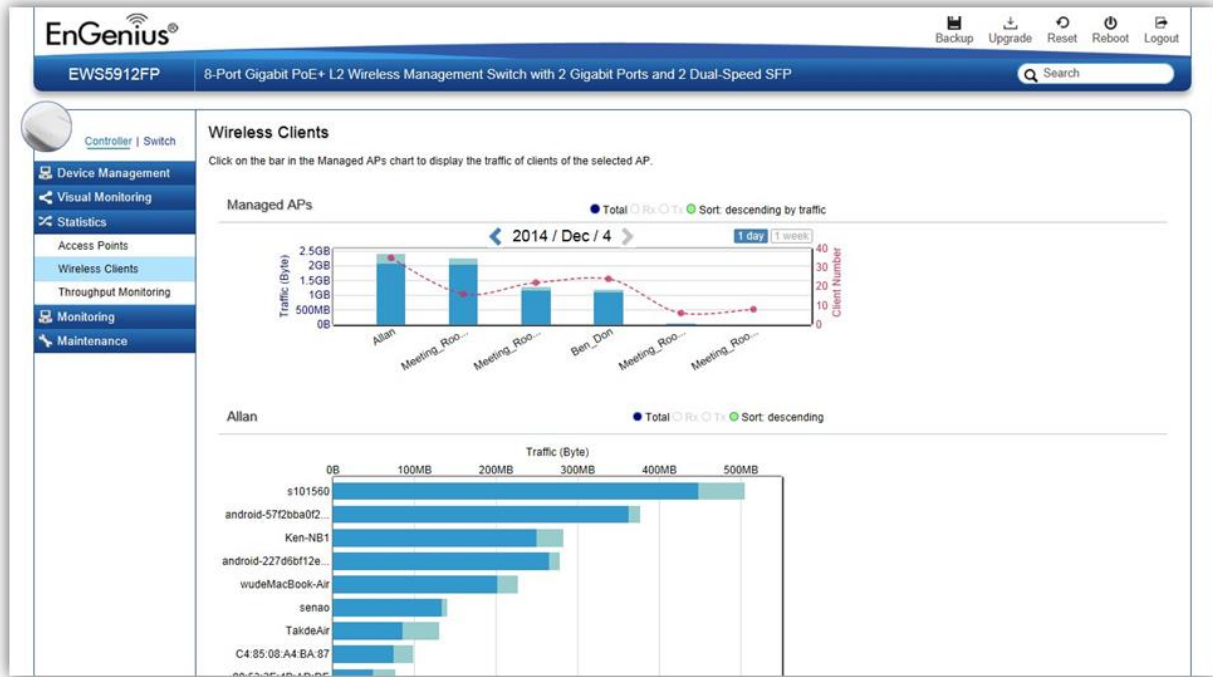 EnGenius®
Backup Upgrade Reset Reboot Logout
EWS5912FP
8-Port Gigabit PoE+ L2 Wireless Management Switch with 2 Gigabit Ports and 2 Dual-Speed SFP
Search
Controller | Switch
Device Management
Visual Monitoring
Statistics
Access Points
Wireless Clients
Throughput Monitoring
Monitoring
Maintenance
Wireless Clients
Click on the bar in the Managed APs chart to display the traffic of clients of the selected AP.
Managed APs
Total Rx Tx Sort: descending by traffic
2014 / Dec / 4
1 day 1 week
Traffic (Byte)
2.5GB
2GB
1.5GB
1GB
500MB
0B
40
30
20
10
0
Client Number
Allan
Meeting_Roo...
Meeting_Roo...
Ben_Don
Meeting_Roo...
Meeting_Roo...
Allan
Total Rx Tx Sort: descending
Traffic (Byte)
0B 100MB 200MB 300MB 400MB 500MB
s101560
android-57f2bba0f2...
Ken-NB1
android-227d6bf12e...
wudeMacBook-Air
senao
TakdeAir
C4:85:08:A4:BA:87